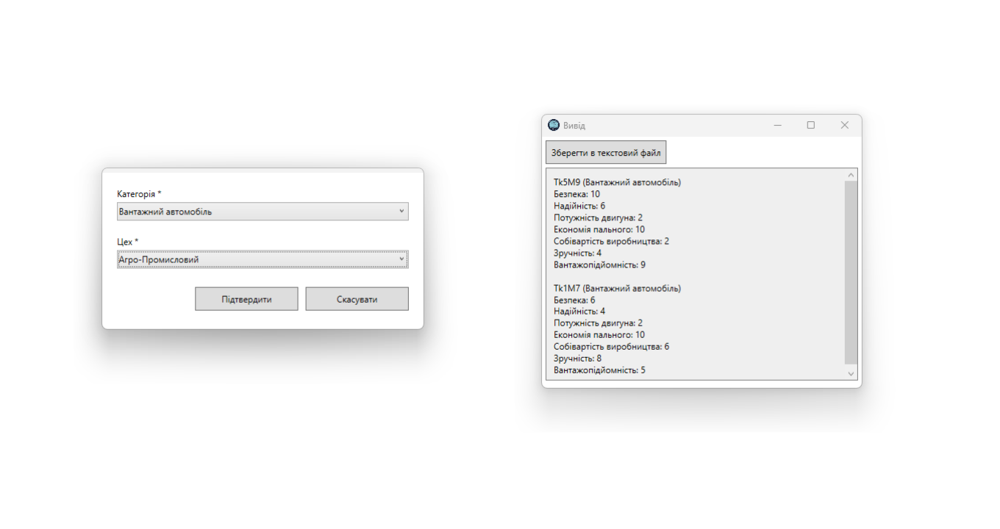 Категорія *
Вантажний автомобіль
Цех *
Агро-Промисловий
Підтвердити
Скасувати
Вивід
Зберегти в текстовий файл
Tk5M9 (Вантажний автомобіль)
Безпека: 10
Надійність: 6
Потужність двигуна: 2
Економія пального: 10
Собівартість виробництва: 2
Зручність: 4
Вантажопідйомність: 9
Tk1M7 (Вантажний автомобіль)
Безпека: 6
Надійність: 4
Потужність двигуна: 2
Економія пального: 10
Собівартість виробництва: 6
Зручність: 8
Вантажопідйомність: 5